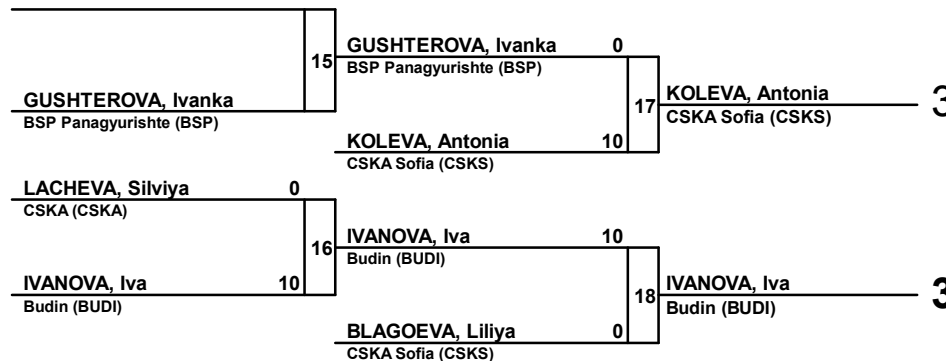 15
GUSHTEROVA, Ivanka 0
BSP Panagyurishte (BSP)
GUSHTEROVA, Ivanka
BSP Panagyurishte (BSP)
17
KOLEVA, Antonia
CSKA Sofia (CSKS)
3
KOLEVA, Antonia 10
CSKA Sofia (CSKS)
LACHEVA, Silviya 0
CSKA (CSKA)
16
IVANOVA, Iva 10
Budin (BUDI)
IVANOVA, Iva 10
Budin (BUDI)
18
IVANOVA, Iva
Budin (BUDI)
3
BLAGOEVA, Liliya 0
CSKA Sofia (CSKS)